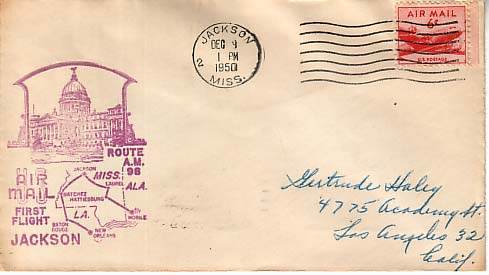 JACKSON
DEC 9
1 PM
1950
2 MISS.
AIR MAIL
6¢
U.S. POSTAGE
ROUTE
A.M.
98
JACKSON
MISS.
LAUREL
ALA.
NATCHEZ
HATTIESBURG
LA.
MOBILE
BATON
ROUGE
NEW
ORLEANS
AIR
MAIL
FIRST
FLIGHT
JACKSON
Gertrude Haley
4775 Academy St.
Los Angeles 32
Calif.